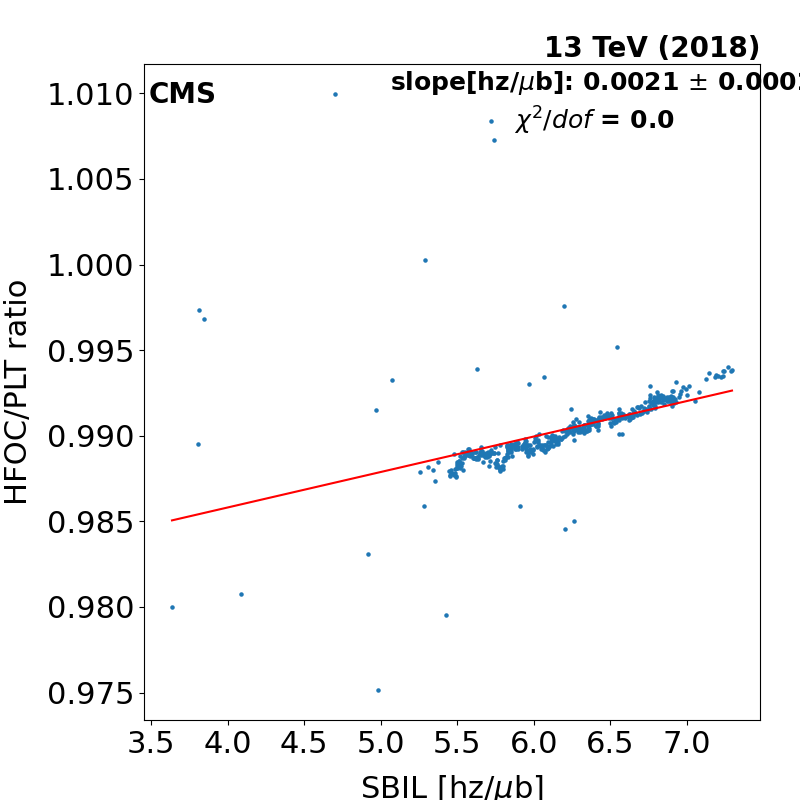 13 TeV (2018)
CMS
slope[hz/μb]: 0.0021 ± 0.000
χ²/dof = 0.0
HFOC/PLT ratio
1.010
1.005
1.000
0.995
0.990
0.985
0.980
0.975
3.5 4.0 4.5 5.0 5.5 6.0 6.5 7.0
SBIL [hz/μb]